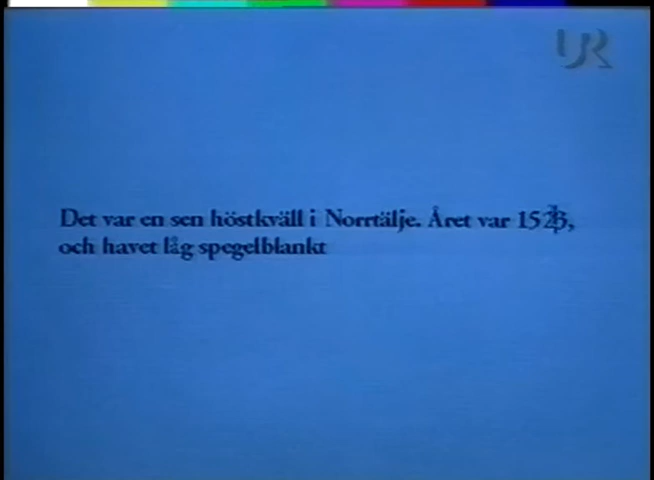 UR
Det var en sen höstkväll i Norrtälje. Året var
och havet låg spegelblankt